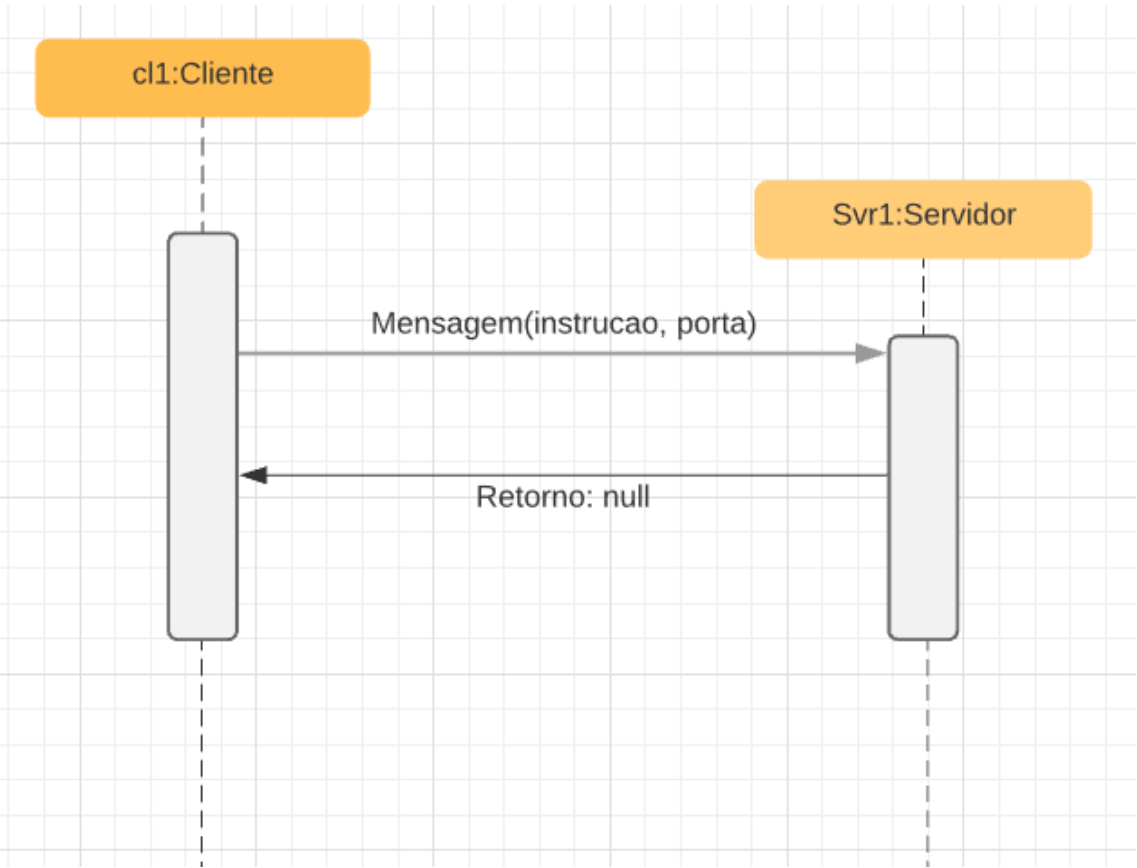 cl1:Cliente
Svr1:Servidor
Mensagem(instrucao, porta)
Retorno: null